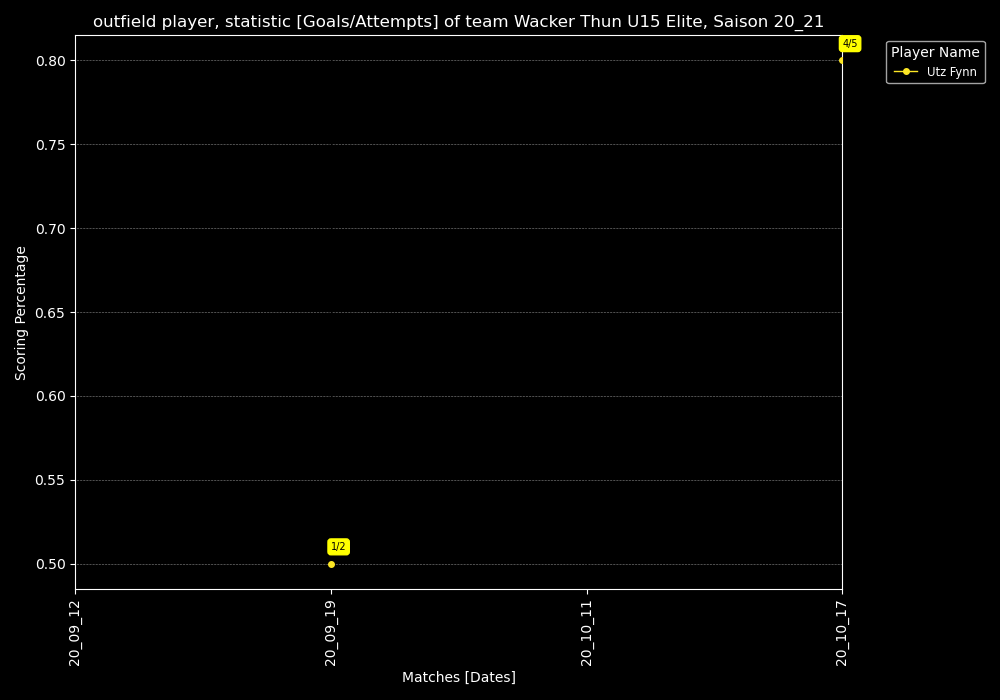 outfield player, statistic [Goals/Attempts] of team Wacker Thun U15 Elite, Saison 20_21
Player Name
Utz Fynn
4/5
1/2
Scoring Percentage
0.80
0.75
0.70
0.65
0.60
0.55
0.50
20_09_12
20_09_19
20_10_11
20_10_17
Matches [Dates]